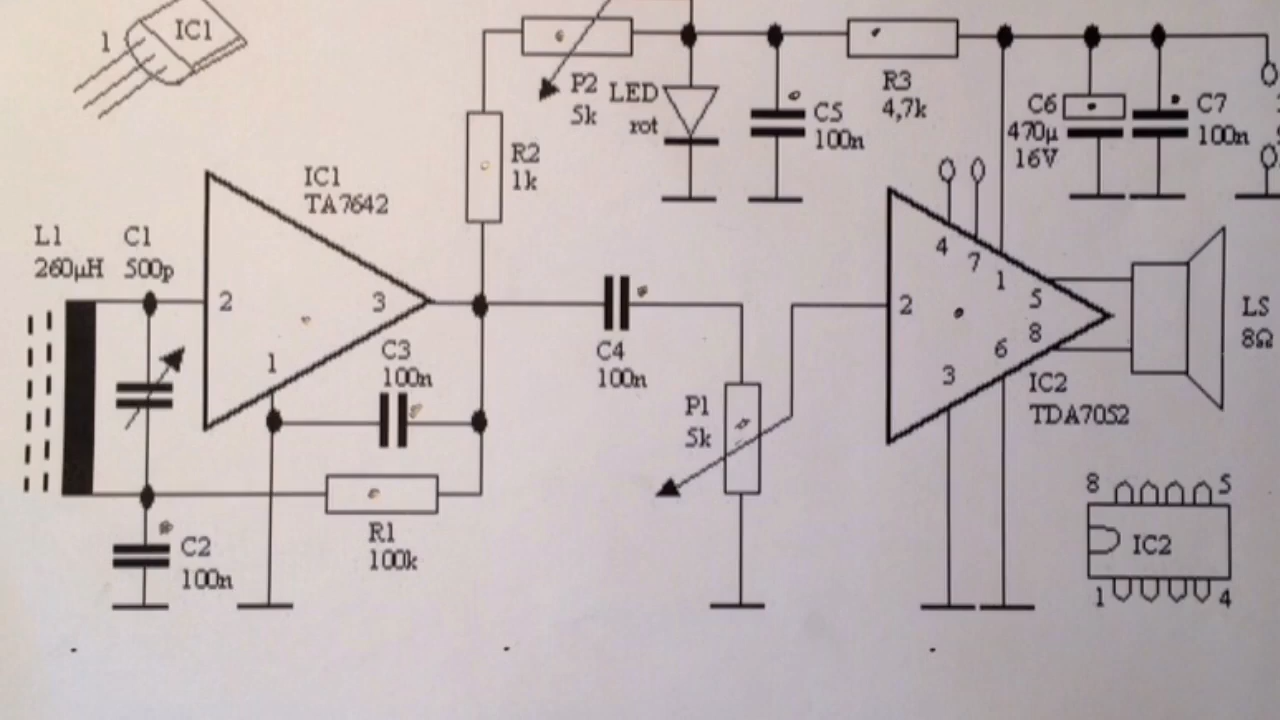 1
IC1
P2
5k
LED
rot
C5
100n
R3
4,7k
C6
470µ
16V
C7
100n
R2
1k
IC1
TA7642
L1
260µH
C1
500p
2
3
1
C3
100n
C4
100n
P1
5k
R1
100k
C2
100n
4
7
1
2
5
8
6
3
IC2
TDA7052
LS
8Ω
8
5
IC2
1
4